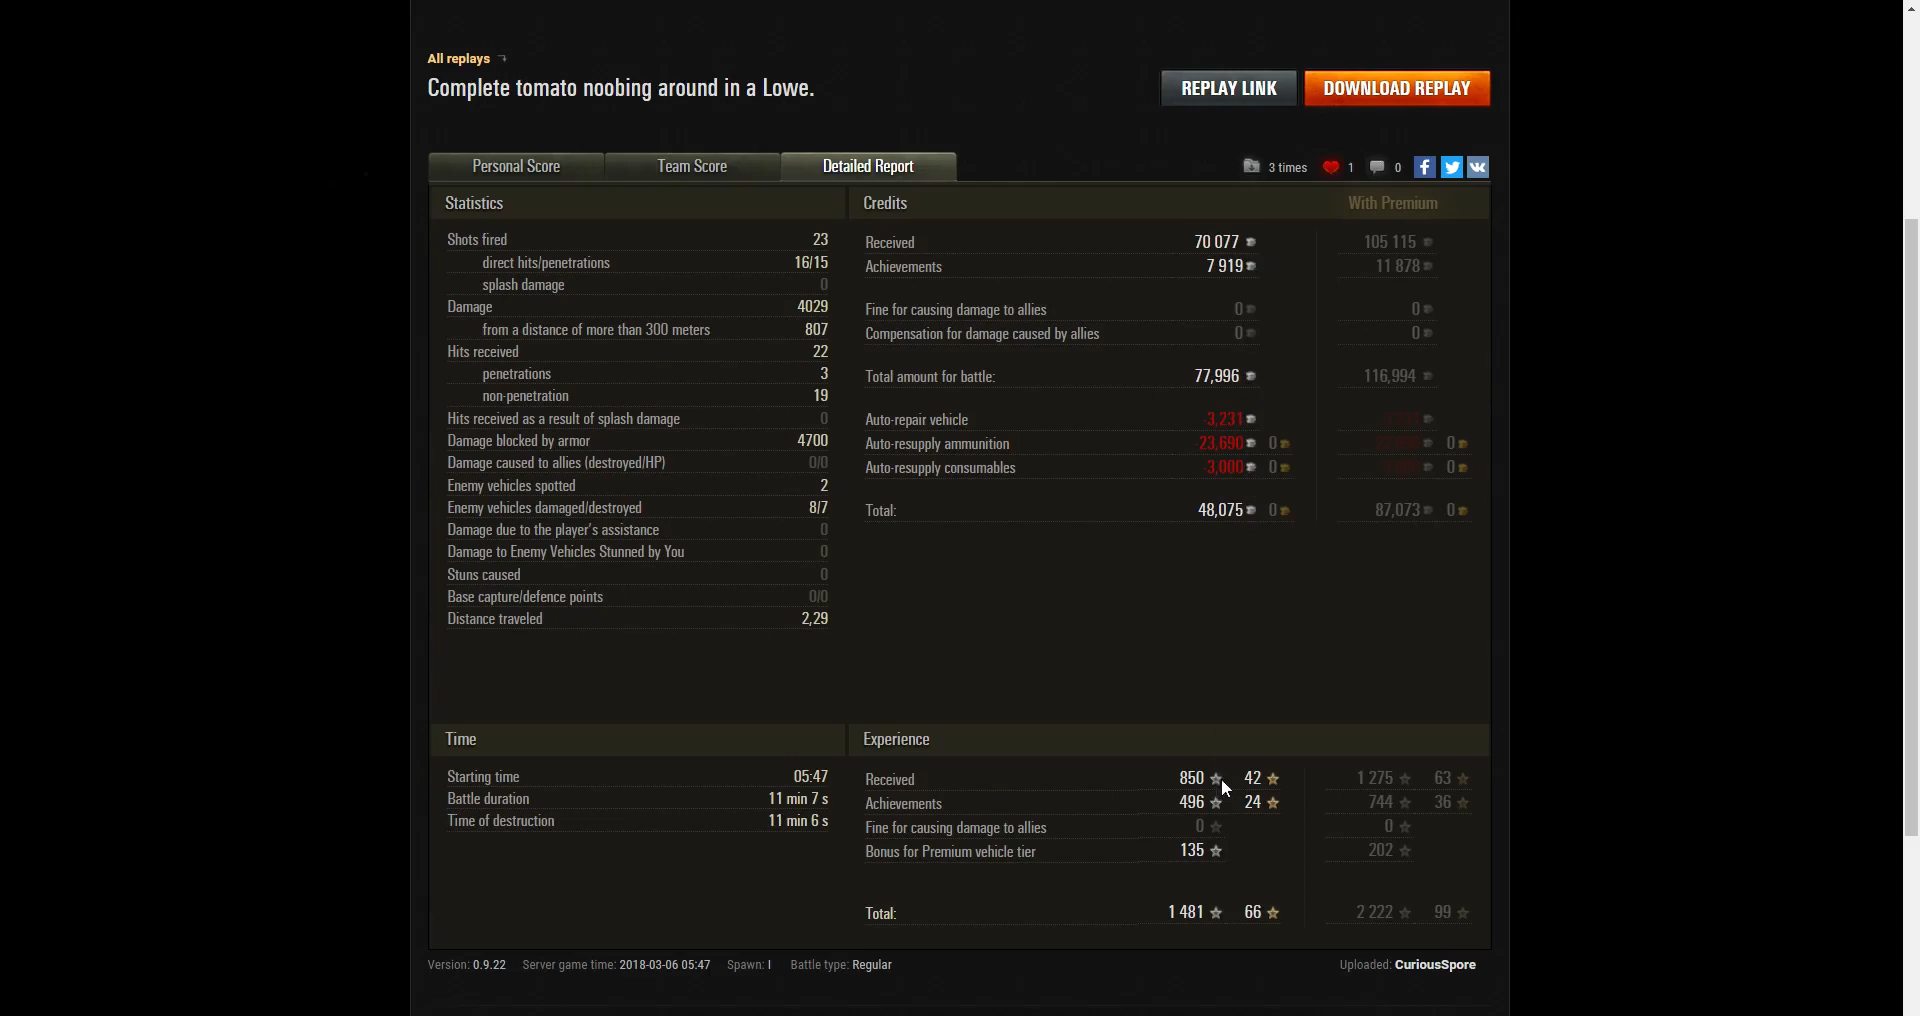 All replays
Complete tomato noobing around in a Lowe.
REPLAY LINK
DOWNLOAD REPLAY
Personal Score
Team Score
Detailed Report
3 times 1 0
Statistics
Shots fired 23
direct hits/penetrations 16/15
splash damage 0
Damage 4029
from a distance of more than 300 meters 807
Hits received 22
penetrations 3
non-penetration 19
Hits received as a result of splash damage 0
Damage blocked by armor 4700
Damage caused to allies (destroyed/HP) 0/0
Enemy vehicles spotted 2
Enemy vehicles damaged/destroyed 8/7
Damage due to the player's assistance 0
Damage to Enemy Vehicles Stunned by You 0
Stuns caused 0
Base capture/defence points 0/0
Distance traveled 2,29
Credits With Premium
Received 70 077 105 115
Achievements 7 919 11 878
Fine for causing damage to allies 0 0
Compensation for damage caused by allies 0 0
Total amount for battle: 77,996 116,994
Auto-repair vehicle -3,231
Auto-resupply ammunition -23,690 0 0
Auto-resupply consumables -3,000 0 0
Total: 48,075 0 87,073 0
Time
Starting time 05:47
Battle duration 11 min 7 s
Time of destruction 11 min 6 s
Experience
Received 850 42 1 275 63
Achievements 496 24 744 36
Fine for causing damage to allies 0 0
Bonus for Premium vehicle tier 135 202
Total: 1 481 66 2 222 99
Version: 0.9.22 Server game time: 2018-03-06 05:47 Spawn: I Battle type: Regular Uploaded: CuriousSpore